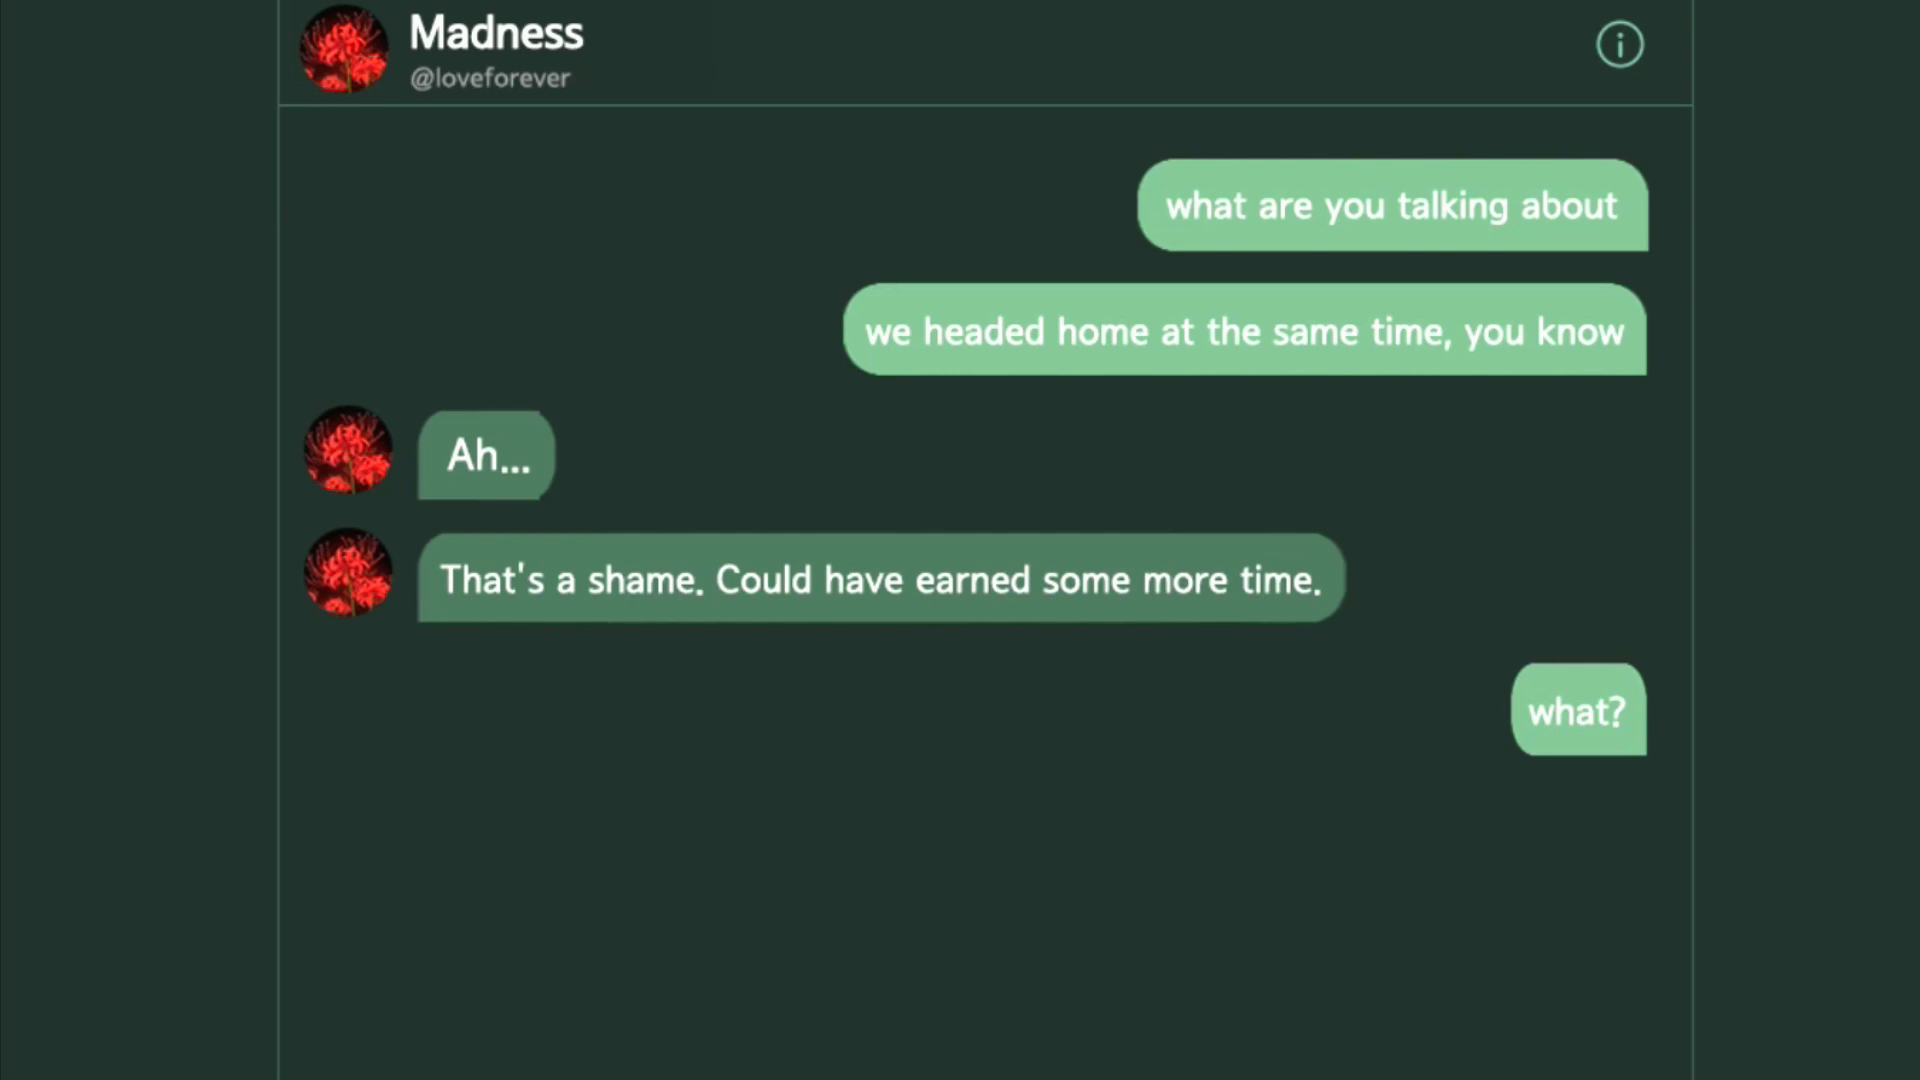 Madness
@loveforever
what are you talking about
we headed home at the same time, you know
Ah...
That's a shame. Could have earned some more time.
what?